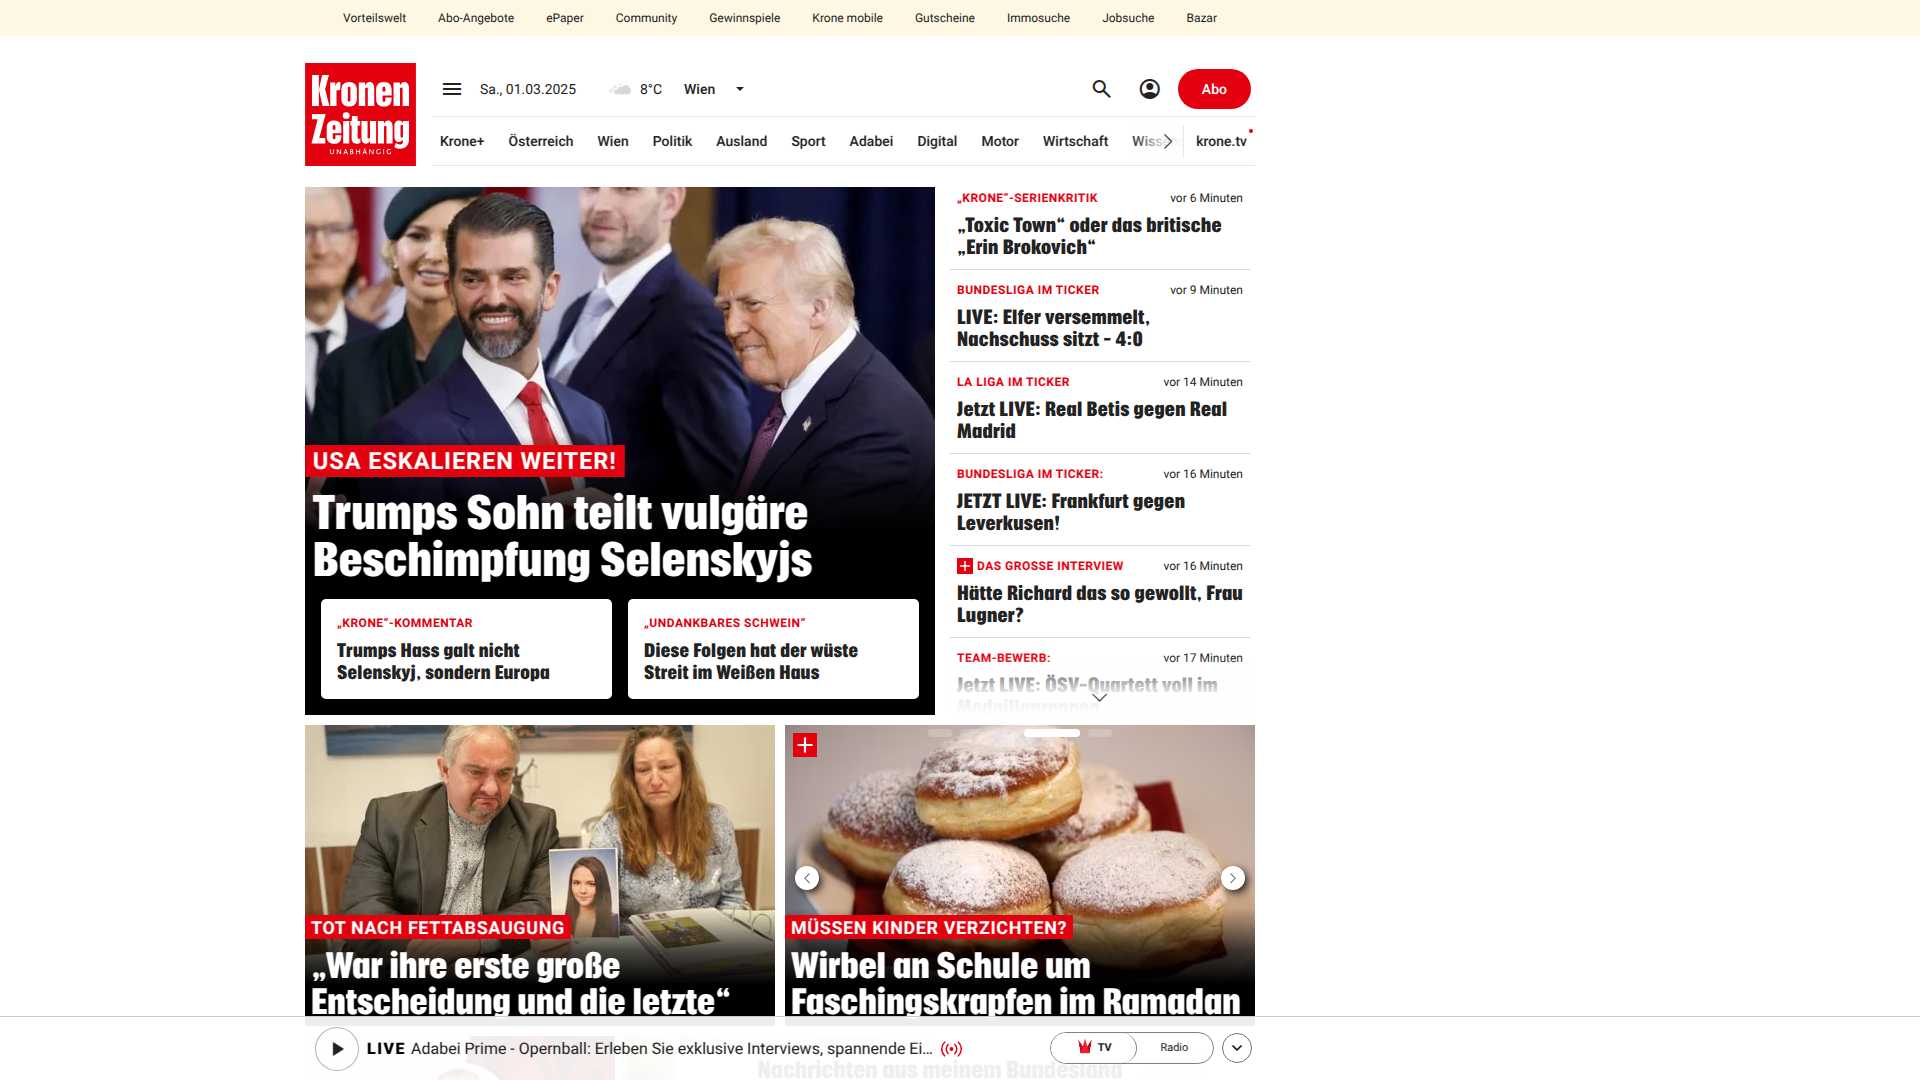 Vorteilswelt Abo-Angebote ePaper Community Gewinnspiele Krone mobile Gutscheine Immosuche Jobsuche Bazar
Kronen
Zeitung
UNABHÄNGIG
Sa., 01.03.2025 8°C Wien
Abo
Krone+ Österreich Wien Politik Ausland Sport Adabei Digital Motor Wirtschaft krone.tv
USA ESKALIEREN WEITER!
Trumps Sohn teilt vulgäre
Beschimpfung Selenskyjs
„KRONE“-KOMMENTAR
Trumps Hass galt nicht
Selenskyj, sondern Europa
„UNDANKBARES SCHWEIN“
Diese Folgen hat der wüste
Streit im Weißen Haus
„KRONE“-SERIENKRITIK vor 6 Minuten
„Toxic Town“ oder das britische
„Erin Brokovich“
BUNDESLIGA IM TICKER vor 9 Minuten
LIVE: Elfer versemmelt,
Nachschuss sitzt – 4:0
LA LIGA IM TICKER vor 14 Minuten
Jetzt LIVE: Real Betis gegen Real
Madrid
BUNDESLIGA IM TICKER: vor 16 Minuten
JETZT LIVE: Frankfurt gegen
Leverkusen!
DAS GROSSE INTERVIEW vor 16 Minuten
Hätte Richard das so gewollt, Frau
Lugner?
TEAM-BEWERB: vor 17 Minuten
Jetzt LIVE: ÖSV-Quartett voll im
TOT NACH FETTABSAUGUNG
„War ihre erste große
Entscheidung und die letzte“
MÜSSEN KINDER VERZICHTEN?
Wirbel an Schule um
Faschingskrapfen im Ramadan
LIVE Adabei Prime - Opernball: Erleben Sie exklusive Interviews, spannende Ei...
TV Radio
Nachrichten aus meinem Bundesland